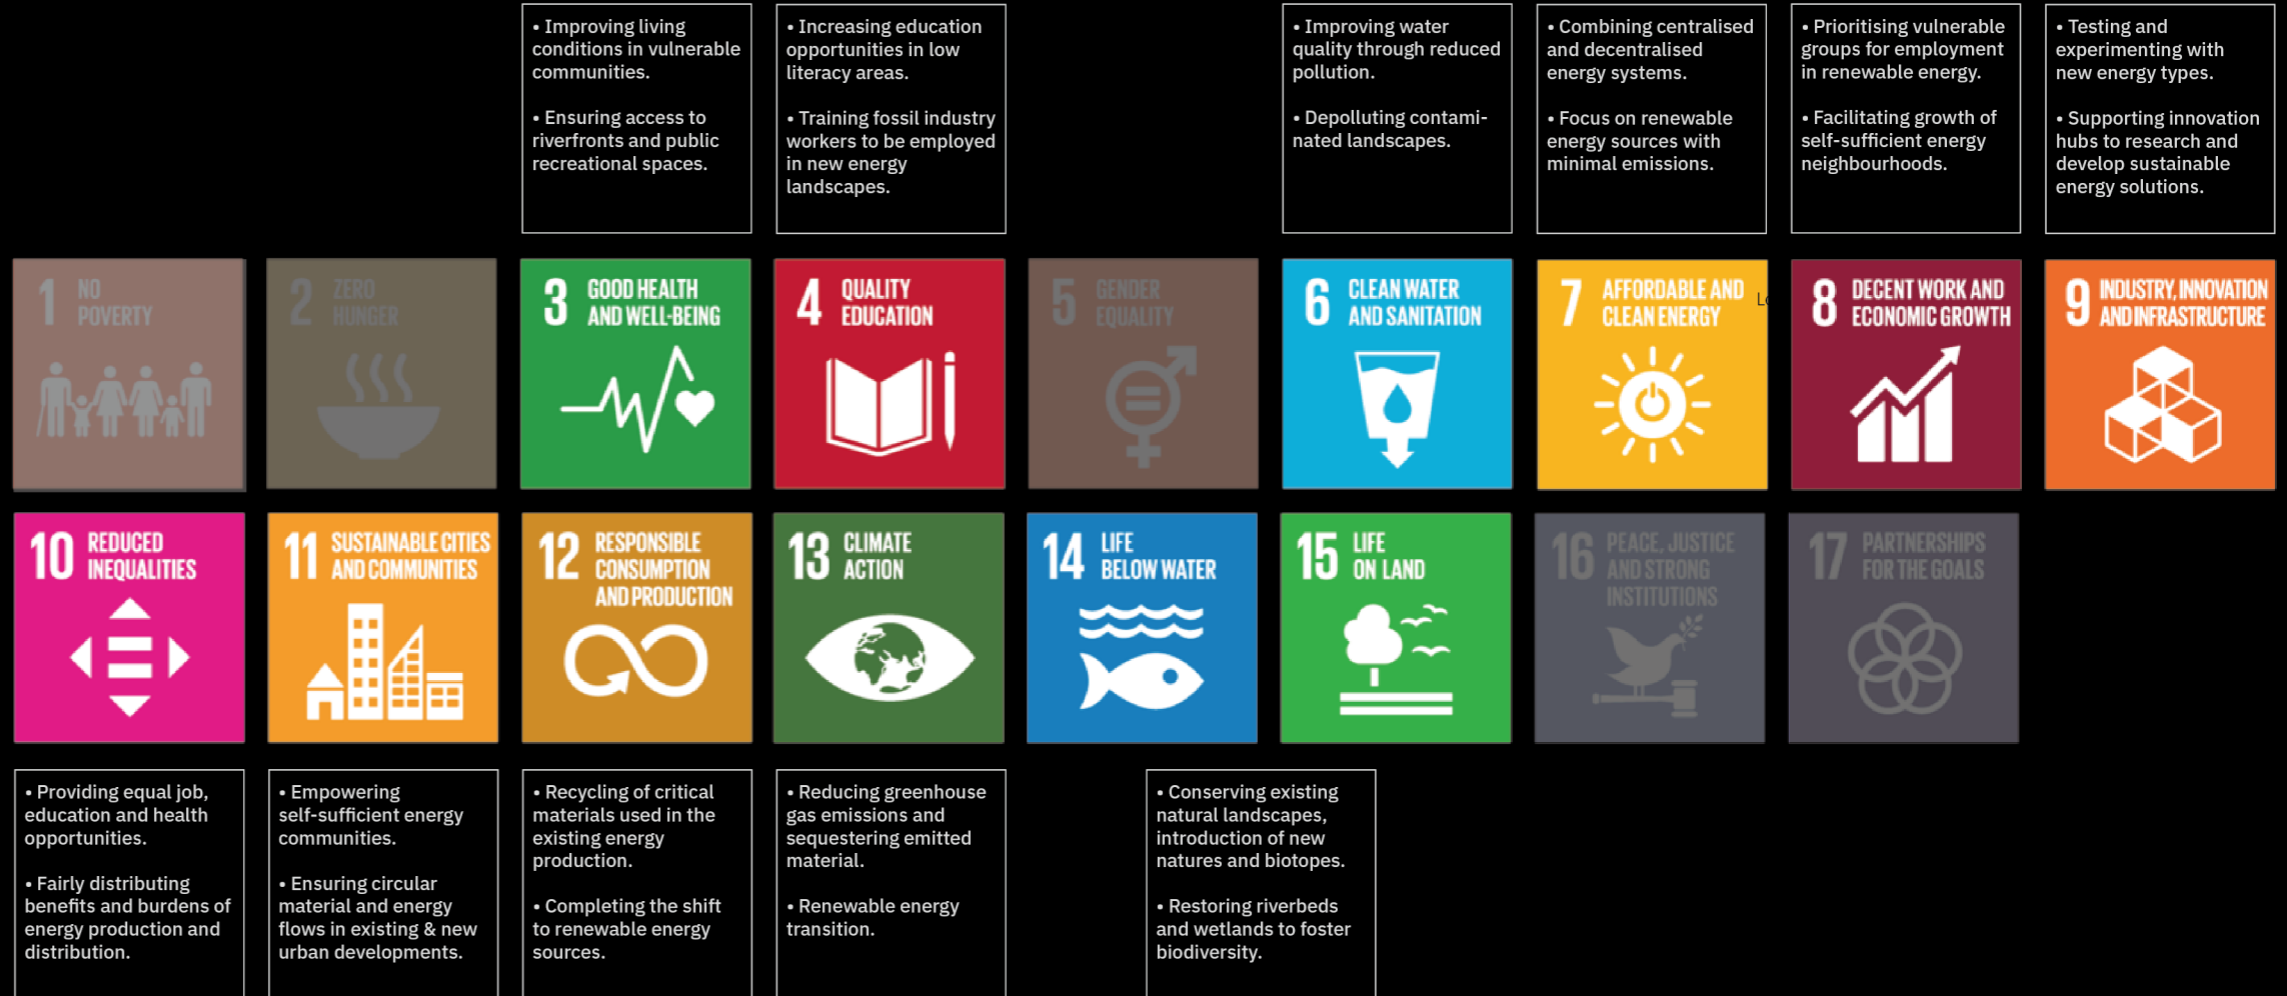 • Improving living
conditions in vulnerable
communities.
• Ensuring access to
riverfronts and public
recreational spaces.
• Increasing education
opportunities in low
literacy areas.
• Training fossil industry
workers to be employed
in new energy
landscapes.
• Improving water
quality through reduced
pollution.
• Depolluting contami-
nated landscapes.
• Combining centralised
and decentralised
energy systems.
• Focus on renewable
energy sources with
minimal emissions.
• Prioritising vulnerable
groups for employment
in renewable energy.
• Facilitating growth of
self-sufficient energy
neighbourhoods.
• Testing and
experimenting with
new energy types.
• Supporting innovation
hubs to research and
develop sustainable
energy solutions.
1 NO
POVERTY
2 ZERO
HUNGER
3 GOOD HEALTH
AND WELL-BEING
4 QUALITY
EDUCATION
5 GENDER
EQUALITY
6 CLEAN WATER
AND SANITATION
7 AFFORDABLE AND
CLEAN ENERGY
8 DECENT WORK AND
ECONOMIC GROWTH
9 INDUSTRY, INNOVATION
AND INFRASTRUCTURE
10 REDUCED
INEQUALITIES
11 SUSTAINABLE CITIES
AND COMMUNITIES
12 RESPONSIBLE
CONSUMPTION
AND PRODUCTION
13 CLIMATE
ACTION
14 LIFE
BELOW WATER
15 LIFE
ON LAND
16 PEACE, JUSTICE
AND STRONG
INSTITUTIONS
17 PARTNERSHIPS
FOR THE GOALS
• Providing equal job,
education and health
opportunities.
• Fairly distributing
benefits and burdens of
energy production and
distribution.
• Empowering
self-sufficient energy
communities.
• Ensuring circular
material and energy
flows in existing & new
urban developments.
• Recycling of critical
materials used in the
existing energy
production.
• Completing the shift
to renewable energy
sources.
• Reducing greenhouse
gas emissions and
sequestering emitted
material.
• Renewable energy
transition.
• Conserving existing
natural landscapes,
introduction of new
natures and biotopes.
• Restoring riverbeds
and wetlands to foster
biodiversity.